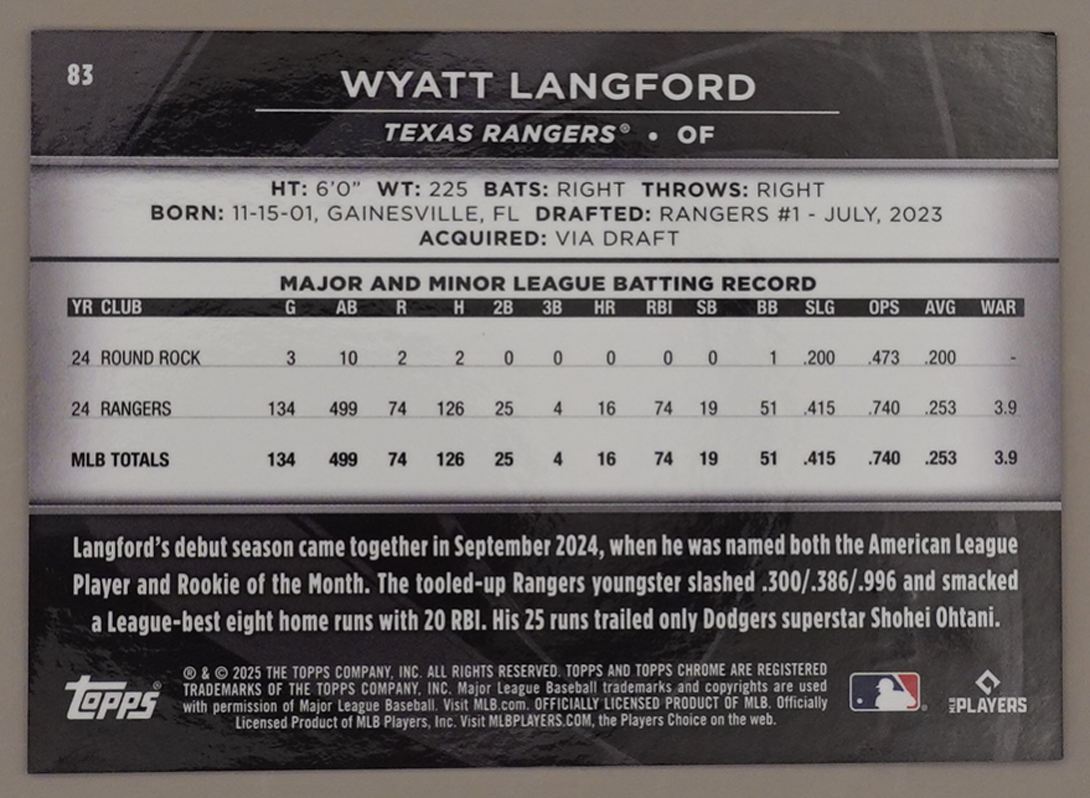 83
WYATT LANGFORD
TEXAS RANGERS® • OF
HT: 6'0" WT: 225 BATS: RIGHT THROWS: RIGHT
BORN: 11-15-01, GAINESVILLE, FL DRAFTED: RANGERS #1 - JULY, 2023
ACQUIRED: VIA DRAFT
MAJOR AND MINOR LEAGUE BATTING RECORD
YR CLUB G AB R H 2B 3B HR RBI SB BB SLG OPS AVG WAR
24 ROUND ROCK 3 10 2 2 0 0 0 0 0 1 .200 .473 .200 -
24 RANGERS 134 499 74 126 25 4 16 74 19 51 .415 .740 .253 3.9
MLB TOTALS 134 499 74 126 25 4 16 74 19 51 .415 .740 .253 3.9
Langford's debut season came together in September 2024, when he was named both the American League
Player and Rookie of the Month. The tooled-up Rangers youngster slashed .300/.386/.996 and smacked
a League-best eight home runs with 20 RBI. His 25 runs trailed only Dodgers superstar Shohei Ohtani.
® & © 2025 THE TOPPS COMPANY, INC. ALL RIGHTS RESERVED. TOPPS AND TOPPS CHROME ARE REGISTERED
TRADEMARKS OF THE TOPPS COMPANY, INC. Major League Baseball trademarks and copyrights are used
with permission of Major League Baseball. Visit MLB.com. OFFICIALLY LICENSED PRODUCT OF MLB. Officially
Licensed Product of MLB Players, Inc. Visit MLBPLAYERS.COM, the Players Choice on the web.
topps®
®
MLB PLAYERS